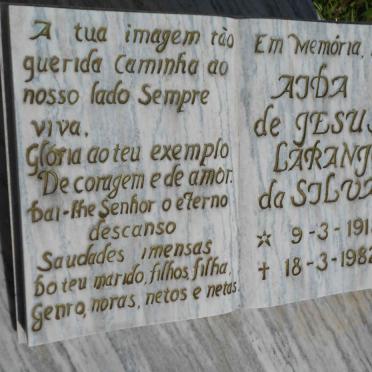 A tua imagem tão
querida Caminha ao
nosso lado Sempre
viva.
Glória ao teu exemplo
De coragem e de amor.
Dai-lhe Senhor o eterno
descanso
Saudades imensas
Do teu marido, filhos, filha,
Genro, noras, netos e netas.
Em Memória,
AIDA
de JESUS
LARANJ
da SILVA
9-3-191
18-3-1982